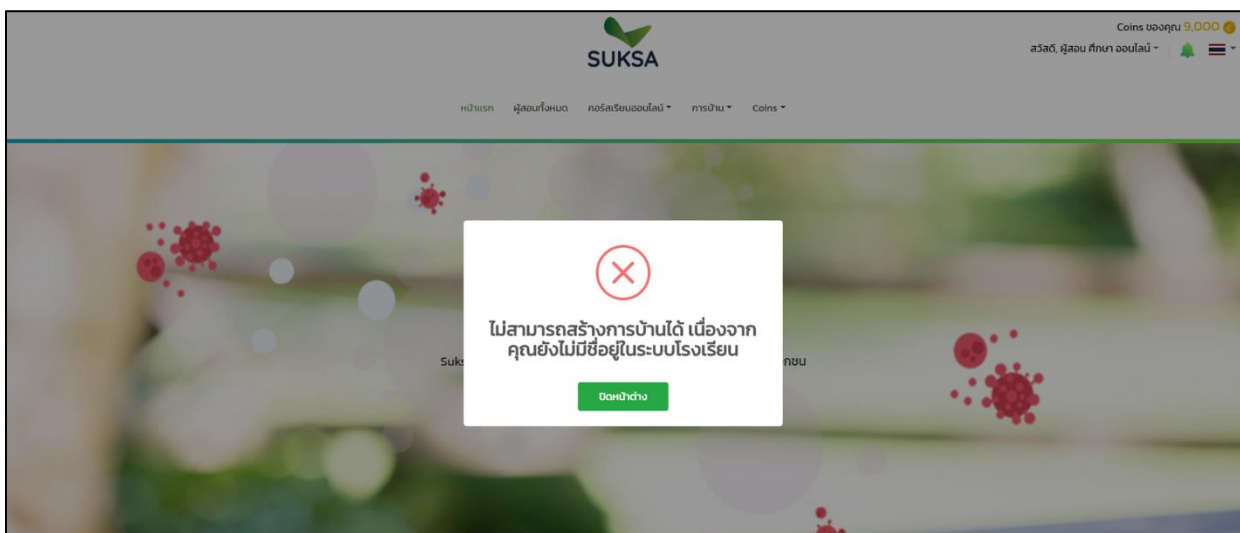 Coins ของคุณ 9,000
SUKSA
สวัสดี, ผู้สอน ศึกษา ออนไลน์
หน้าแรก ผู้สอนทั้งหมด คอร์สเรียนออนไลน์ การบ้าน Coins
ไม่สามารถสร้างการบ้านได้ เนื่องจาก
คุณยังไม่มีชื่ออยู่ในระบบโรงเรียน
ปิดหน้าต่าง